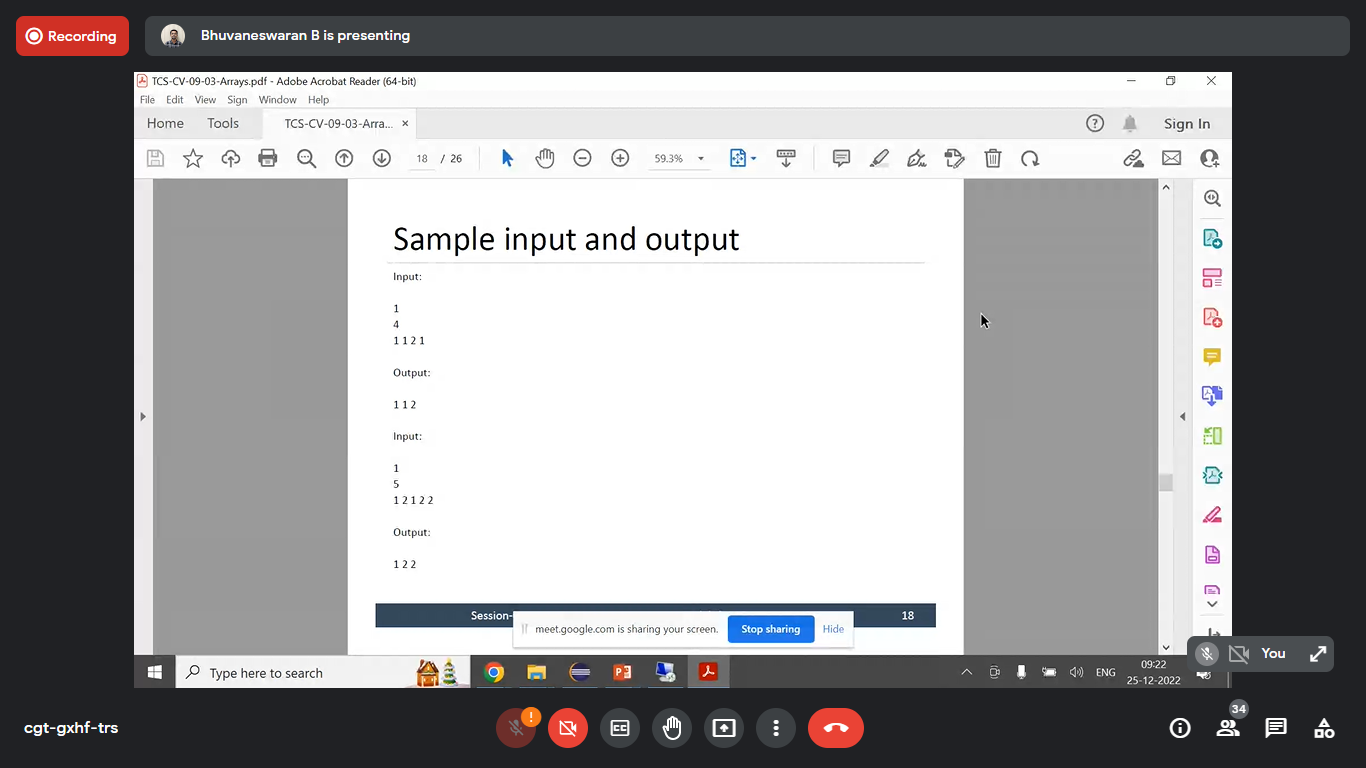 Recording
Bhuvaneswaran B is presenting
TCS-CV-09-03-Arrays.pdf - Adobe Acrobat Reader (64-bit)
File Edit View Sign Window Help
Home Tools TCS-CV-09-03-Arra... × Sign In
18 / 26 59.3%
Sample input and output
Input:
1
4
1 1 2 1
Output:
1 1 2
Input:
1
5
1 2 1 2 2
Output:
1 2 2
Session- 18
meet.google.com is sharing your screen. Stop sharing Hide
You
Type here to search ENG 09:22
25-12-2022
34
cgt-gxhf-trs